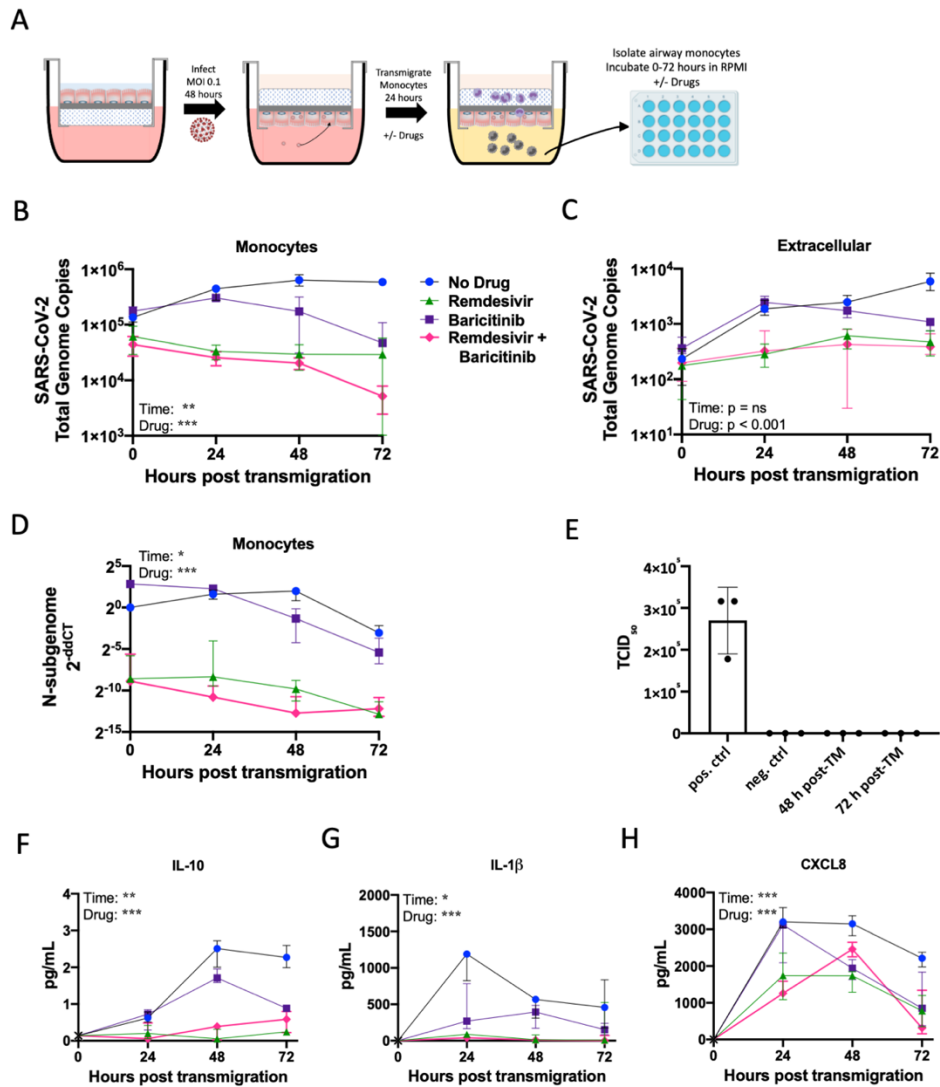 A
Infect
MOI 0.1
48 hours
Transmigrate
Monocytes
24 hours
+/- Drugs
Isolate airway monocytes
Incubate 0-72 hours in RPMI
+/- Drugs
B
Monocytes
SARS-CoV-2
Total Genome Copies
1×10⁶
1×10⁵
1×10⁴
1×10³
Time: **
Drug: ***
0 24 48 72
Hours post transmigration
No Drug
Remdesivir
Baricitinib
Remdesivir +
Baricitinib
C
Extracellular
SARS-CoV-2
Total Genome Copies
1×10⁴
1×10³
1×10²
1×10¹
Time: p = ns
Drug: p < 0.001
0 24 48 72
Hours post transmigration
D
Monocytes
N-subgenome
2^-ddCT
2⁵
2⁰
2⁻⁵
2⁻¹⁰
2⁻¹⁵
Time: *
Drug: ***
0 24 48 72
Hours post transmigration
E
TCID₅₀
4×10⁵
3×10⁵
2×10⁵
1×10⁵
0
pos. ctrl
neg. ctrl
48 h post-TM
72 h post-TM
F
IL-10
pg/mL
4
3
2
1
0
Time: **
Drug: ***
0 24 48 72
Hours post transmigration
G
IL-1β
pg/mL
2000
1500
1000
500
0
Time: *
Drug: ***
0 24 48 72
Hours post transmigration
H
CXCL8
pg/mL
4000
3000
2000
1000
0
Time: ***
Drug: ***
0 24 48 72
Hours post transmigration